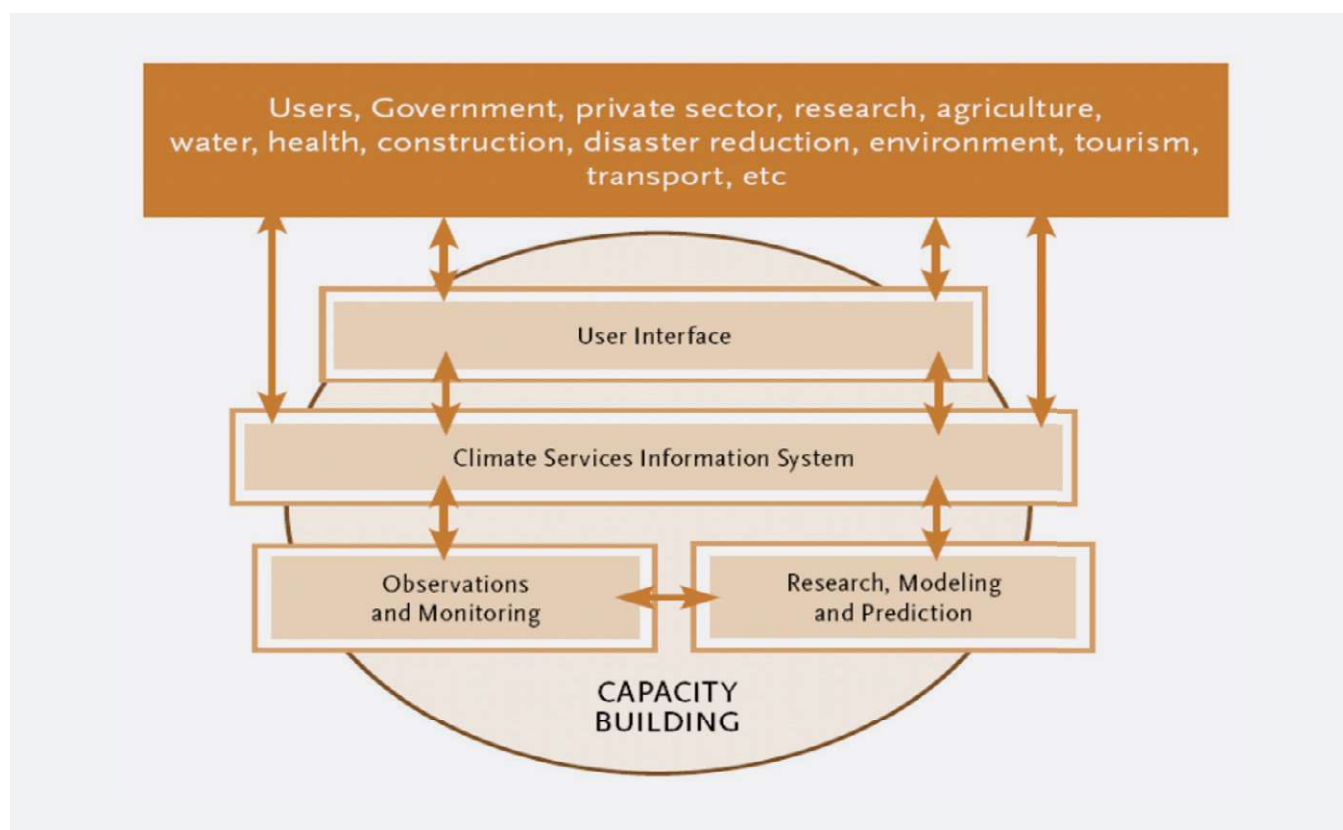 Users, Government, private sector, research, agriculture,
water, health, construction, disaster reduction, environment, tourism,
transport, etc
User Interface
Climate Services Information System
Observations
and Monitoring
Research, Modeling
and Prediction
CAPACITY
BUILDING